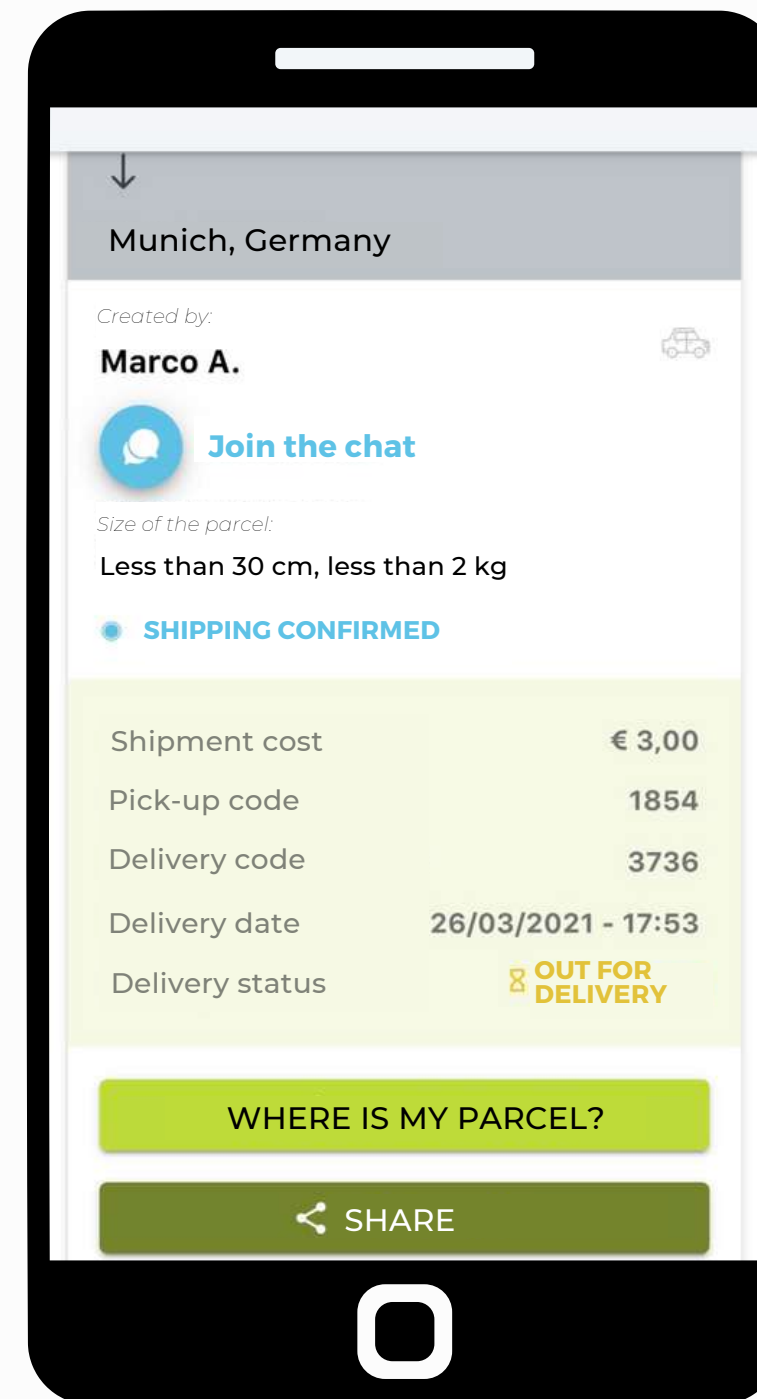 Munich, Germany
Created by:
Marco A.
Join the chat
Size of the parcel:
Less than 30 cm, less than 2 kg
SHIPPING CONFIRMED
Shipment cost € 3,00
Pick-up code 1854
Delivery code 3736
Delivery date 26/03/2021 - 17:53
Delivery status OUT FOR
DELIVERY
WHERE IS MY PARCEL?
SHARE